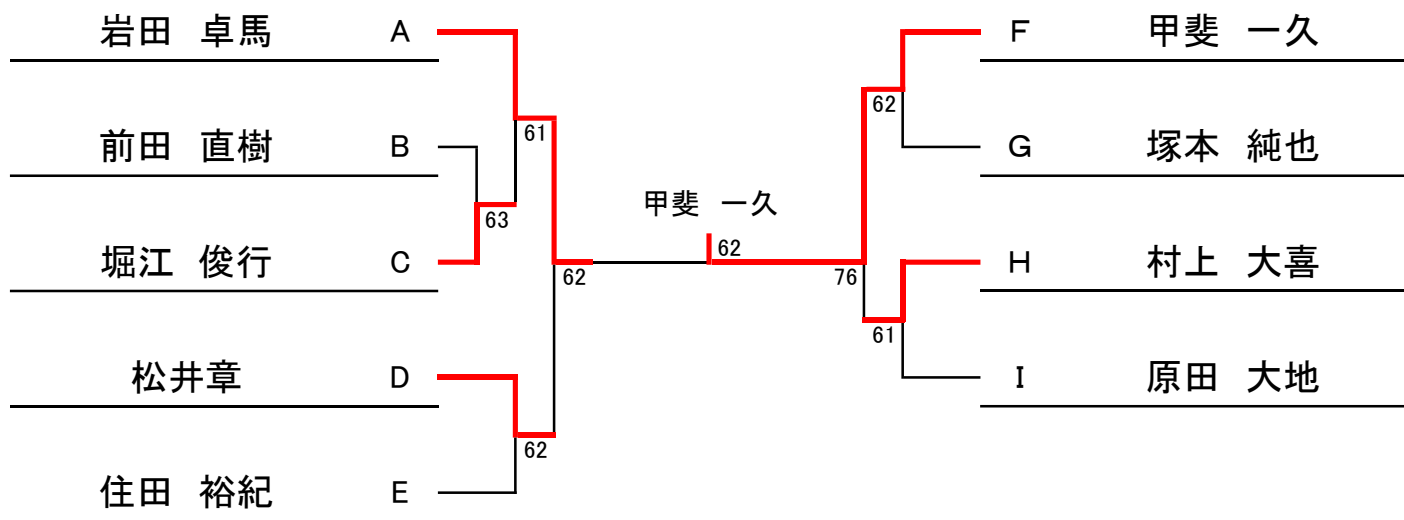 岩田 卓馬 A
F 甲斐 一久
62
61
前田 直樹 B
G 塚本 純也
甲斐 一久
63
62
堀江 俊行 C
62
76
H 村上 大喜
61
松井章 D
I 原田 大地
62
住田 裕紀 E